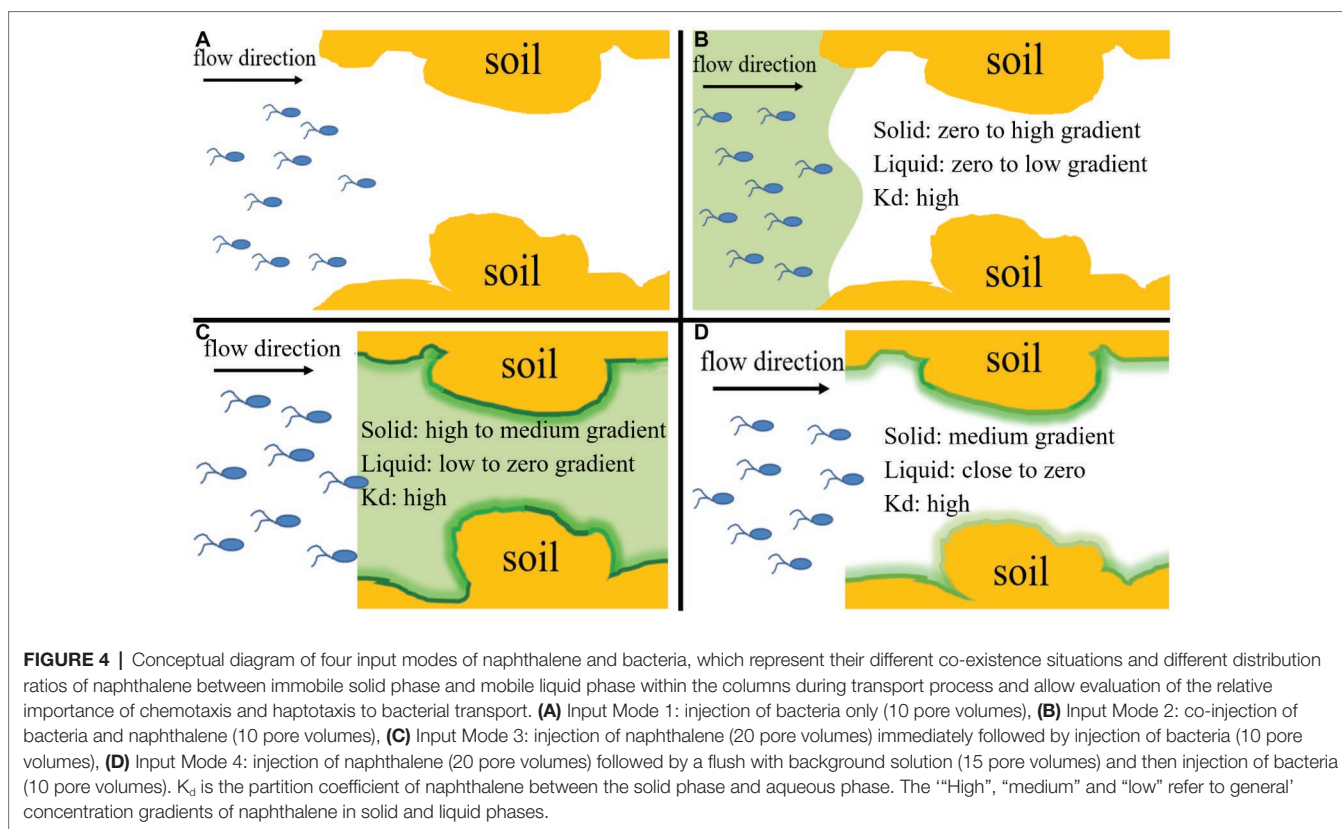 A
flow direction
soil
soil
B
flow direction
soil
Solid: zero to high gradient
Liquid: zero to low gradient
Kd: high
soil
C
flow direction
soil
Solid: high to medium gradient
Liquid: low to zero gradient
Kd: high
soil
D
flow direction
soil
Solid: medium gradient
Liquid: close to zero
Kd: high
soil
FIGURE 4 | Conceptual diagram of four input modes of naphthalene and bacteria, which represent their different co-existence situations and different distribution
ratios of naphthalene between immobile solid phase and mobile liquid phase within the columns during transport process and allow evaluation of the relative
importance of chemotaxis and haptotaxis to bacterial transport. (A) Input Mode 1: injection of bacteria only (10 pore volumes), (B) Input Mode 2: co-injection of
bacteria and naphthalene (10 pore volumes), (C) Input Mode 3: injection of naphthalene (20 pore volumes) immediately followed by injection of bacteria (10 pore
volumes), (D) Input Mode 4: injection of naphthalene (20 pore volumes) followed by a flush with background solution (15 pore volumes) and then injection of bacteria
(10 pore volumes). Kd is the partition coefficient of naphthalene between the solid phase and aqueous phase. The ‘“High”, “medium” and “low” refer to general’
concentration gradients of naphthalene in solid and liquid phases.